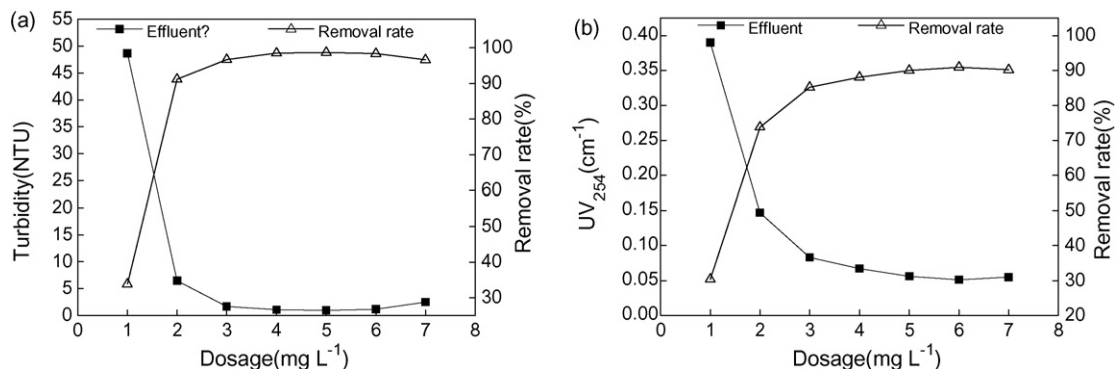 (a)
Effluent?
Removal rate
55
50
45
40
35
30
25
20
15
10
5
0
Turbidity(NTU)
100
90
80
70
60
50
40
30
Removal rate(%)
0 1 2 3 4 5 6 7 8
Dosage(mg L⁻¹)
(b)
Effluent
Removal rate
0.40
0.35
0.30
0.25
0.20
0.15
0.10
0.05
0.00
UV₂₅₄(cm⁻¹)
100
90
80
70
60
50
40
30
20
Removal rate(%)
0 1 2 3 4 5 6 7 8
Dosage(mg L⁻¹)